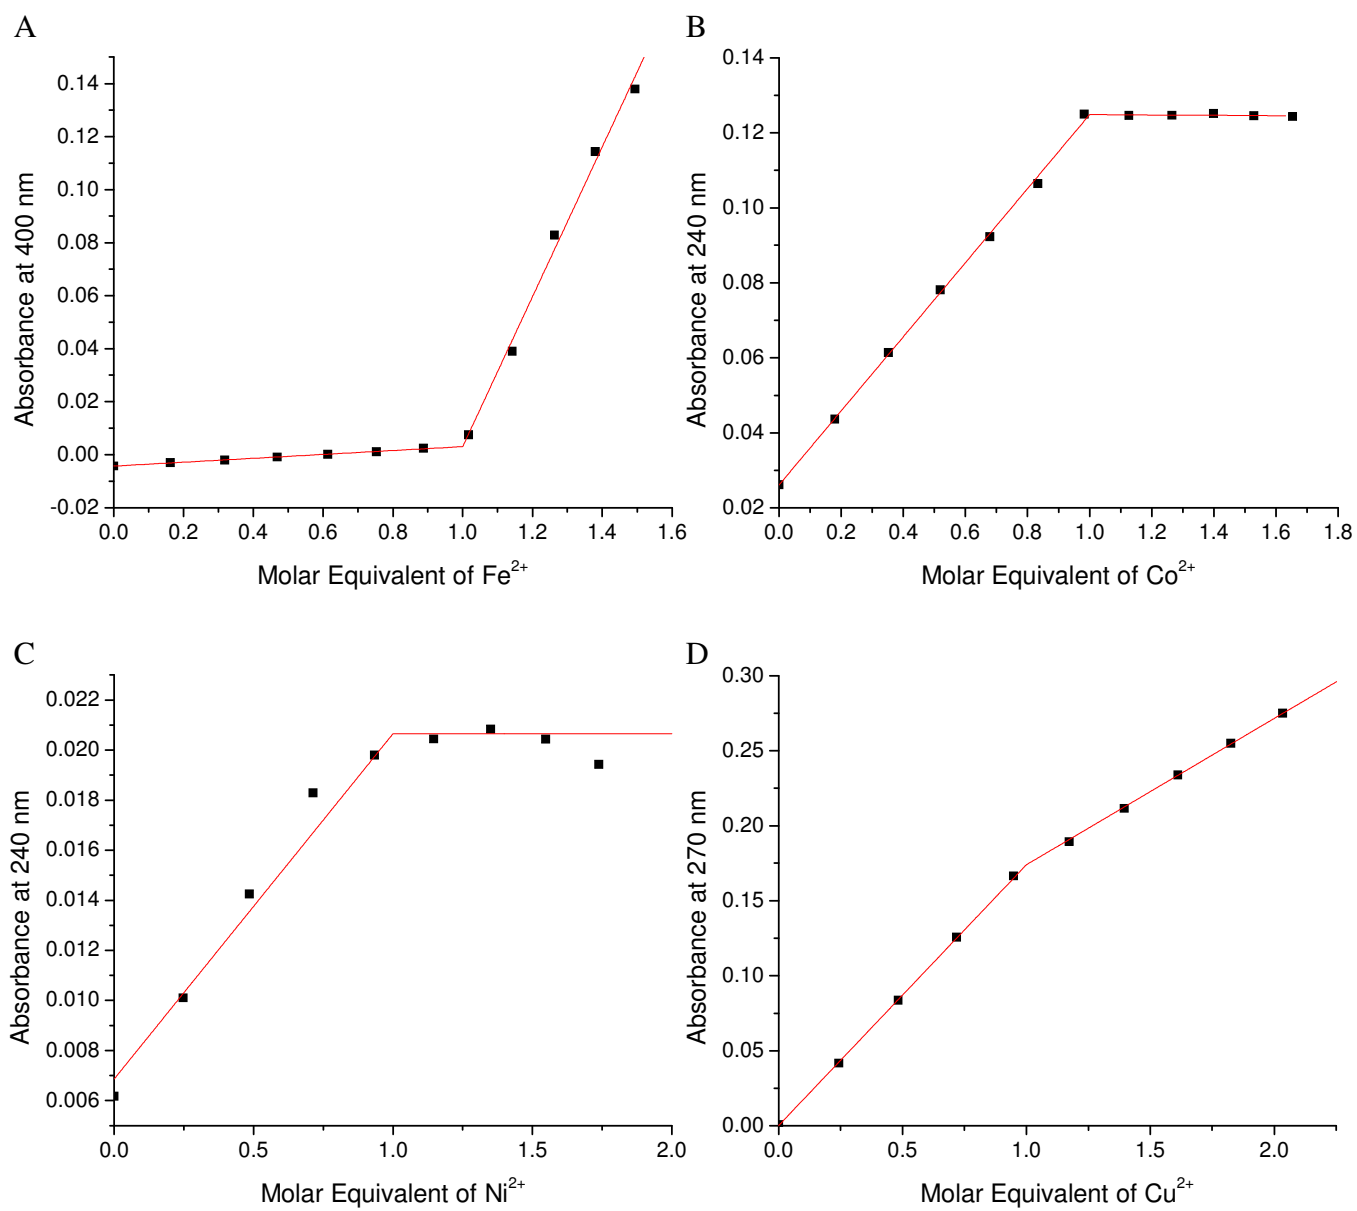 A
Absorbance at 400 nm
0.14
0.12
0.10
0.08
0.06
0.04
0.02
0.00
-0.02
0.0 0.2 0.4 0.6 0.8 1.0 1.2 1.4 1.6
Molar Equivalent of Fe²⁺
B
Absorbance at 240 nm
0.14
0.12
0.10
0.08
0.06
0.04
0.02
0.0 0.2 0.4 0.6 0.8 1.0 1.2 1.4 1.6 1.8
Molar Equivalent of Co²⁺
C
Absorbance at 240 nm
0.022
0.020
0.018
0.016
0.014
0.012
0.010
0.008
0.006
0.0 0.5 1.0 1.5 2.0
Molar Equivalent of Ni²⁺
D
Absorbance at 270 nm
0.30
0.25
0.20
0.15
0.10
0.05
0.00
0.0 0.5 1.0 1.5 2.0
Molar Equivalent of Cu²⁺